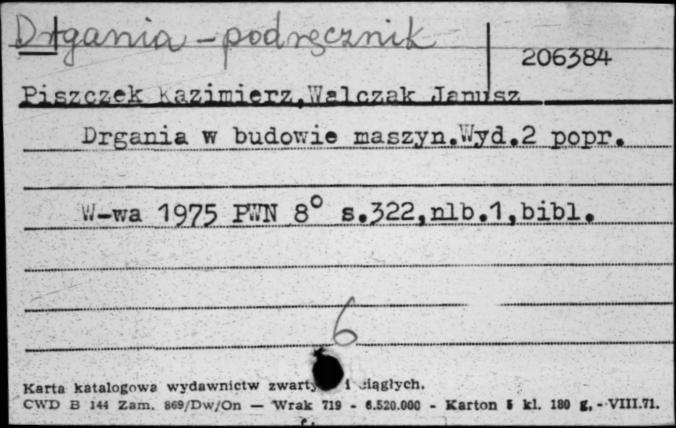 Drgania - podręcznik
206384
Piszczek Kazimierz, Walczak Janusz
Drgania w budowie maszyn. Wyd.2 popr.
W-wa 1975 PWN 8° s.322, nlb.1, bibl.
6
Karta katalogowa wydawnictw i ciągłych.
CWD B 144 Zam. 869/Dw/On — Wrak 719 - 6.520.000 - Karton 5 kl. 180 g. - VIII.71.